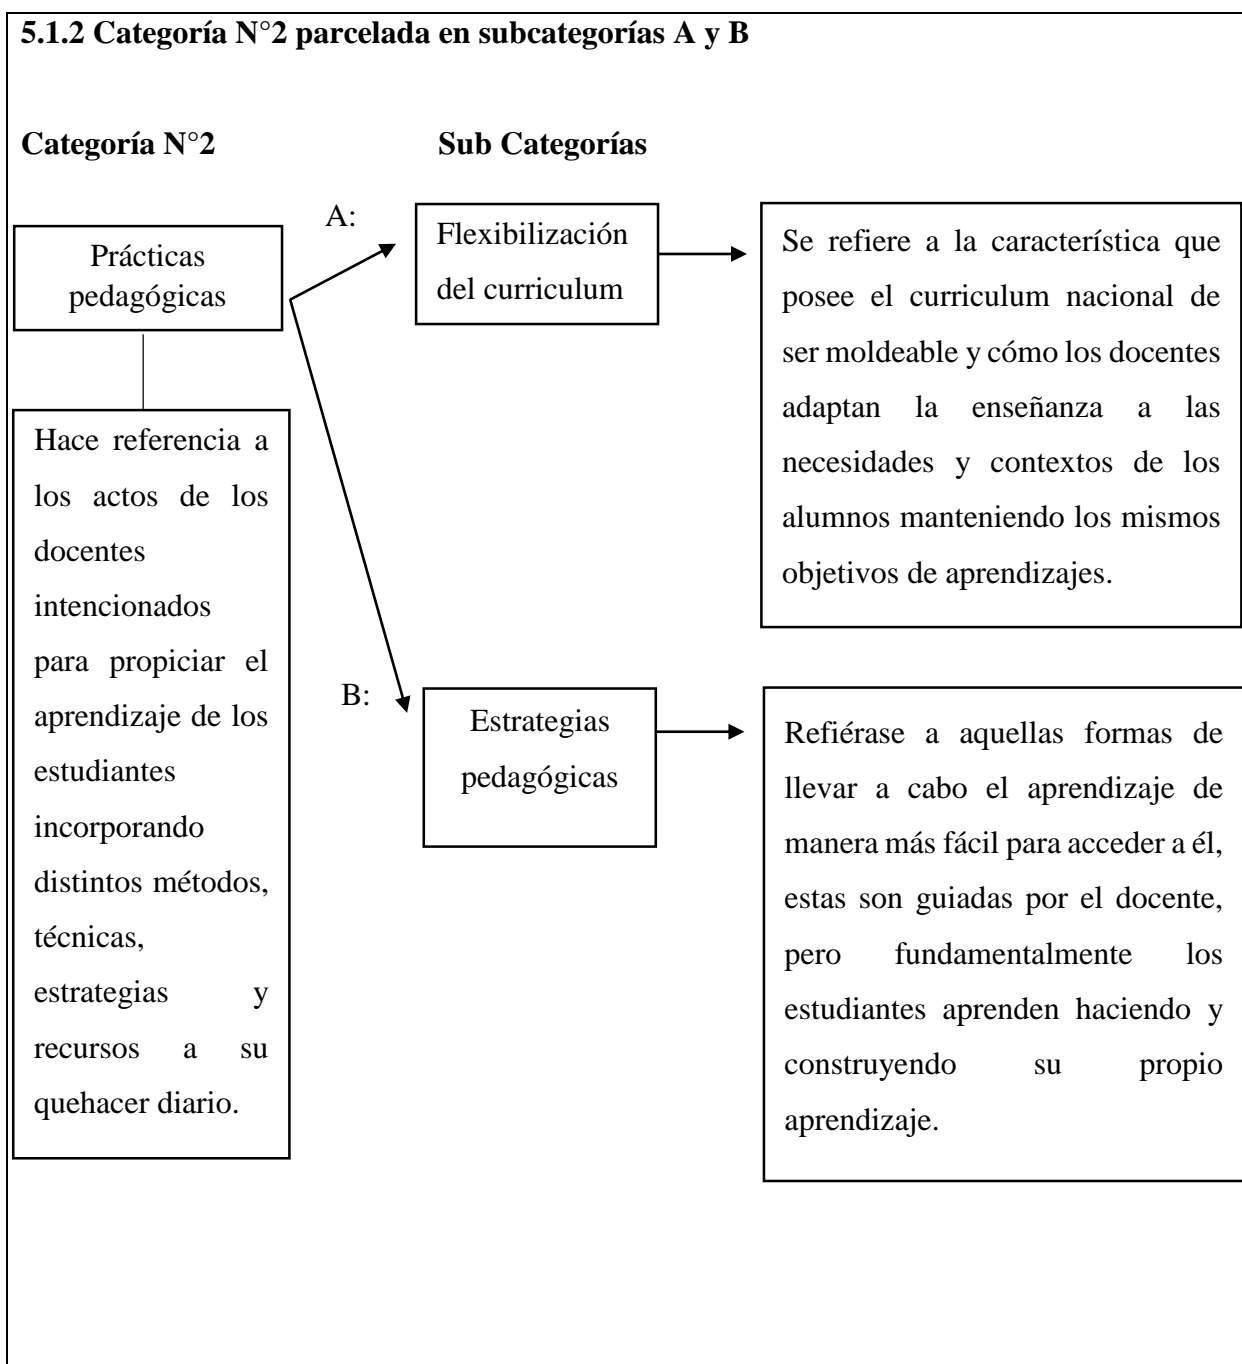 5.1.2 Categoría N°2 parcelada en subcategorías A y B
Categoría N°2
Sub Categorías
Prácticas
pedagógicas
Hace referencia a
los actos de los
docentes
intencionados
para propiciar el
aprendizaje de los
estudiantes
incorporando
distintos métodos,
técnicas,
estrategias y
recursos a su
quehacer diario.
A:
Flexibilización
del curriculum
Se refiere a la característica que
posee el curriculum nacional de
ser moldeable y cómo los docentes
adaptan la enseñanza a las
necesidades y contextos de los
alumnos manteniendo los mismos
objetivos de aprendizajes.
B:
Estrategias
pedagógicas
Refiérase a aquellas formas de
llevar a cabo el aprendizaje de
manera más fácil para acceder a él,
estas son guiadas por el docente,
pero fundamentalmente los
estudiantes aprenden haciendo y
construyendo su propio
aprendizaje.